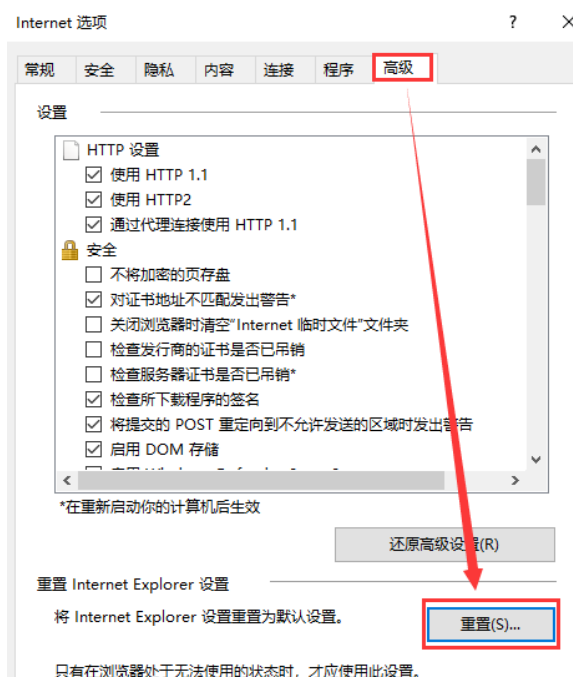 Internet 选项 ?
常规 安全 隐私 内容 连接 程序 高级
设置
HTTP 设置
使用 HTTP 1.1
使用 HTTP2
通过代理连接使用 HTTP 1.1
安全
不将加密的页存盘
对证书地址不匹配发出警告*
关闭浏览器时清空“Internet 临时文件”文件夹
检查发行商的证书是否已吊销
检查服务器证书是否已吊销*
检查所下载程序的签名
将提交的 POST 重定向到不允许发送的区域时发出警告
启用 DOM 存储
*在重新启动你的计算机后生效
还原高级设置(R)
重置 Internet Explorer 设置
将 Internet Explorer 设置重置为默认设置。
重置(S)...
只有在浏览器处于无法使用的状态时，才应使用此设置。